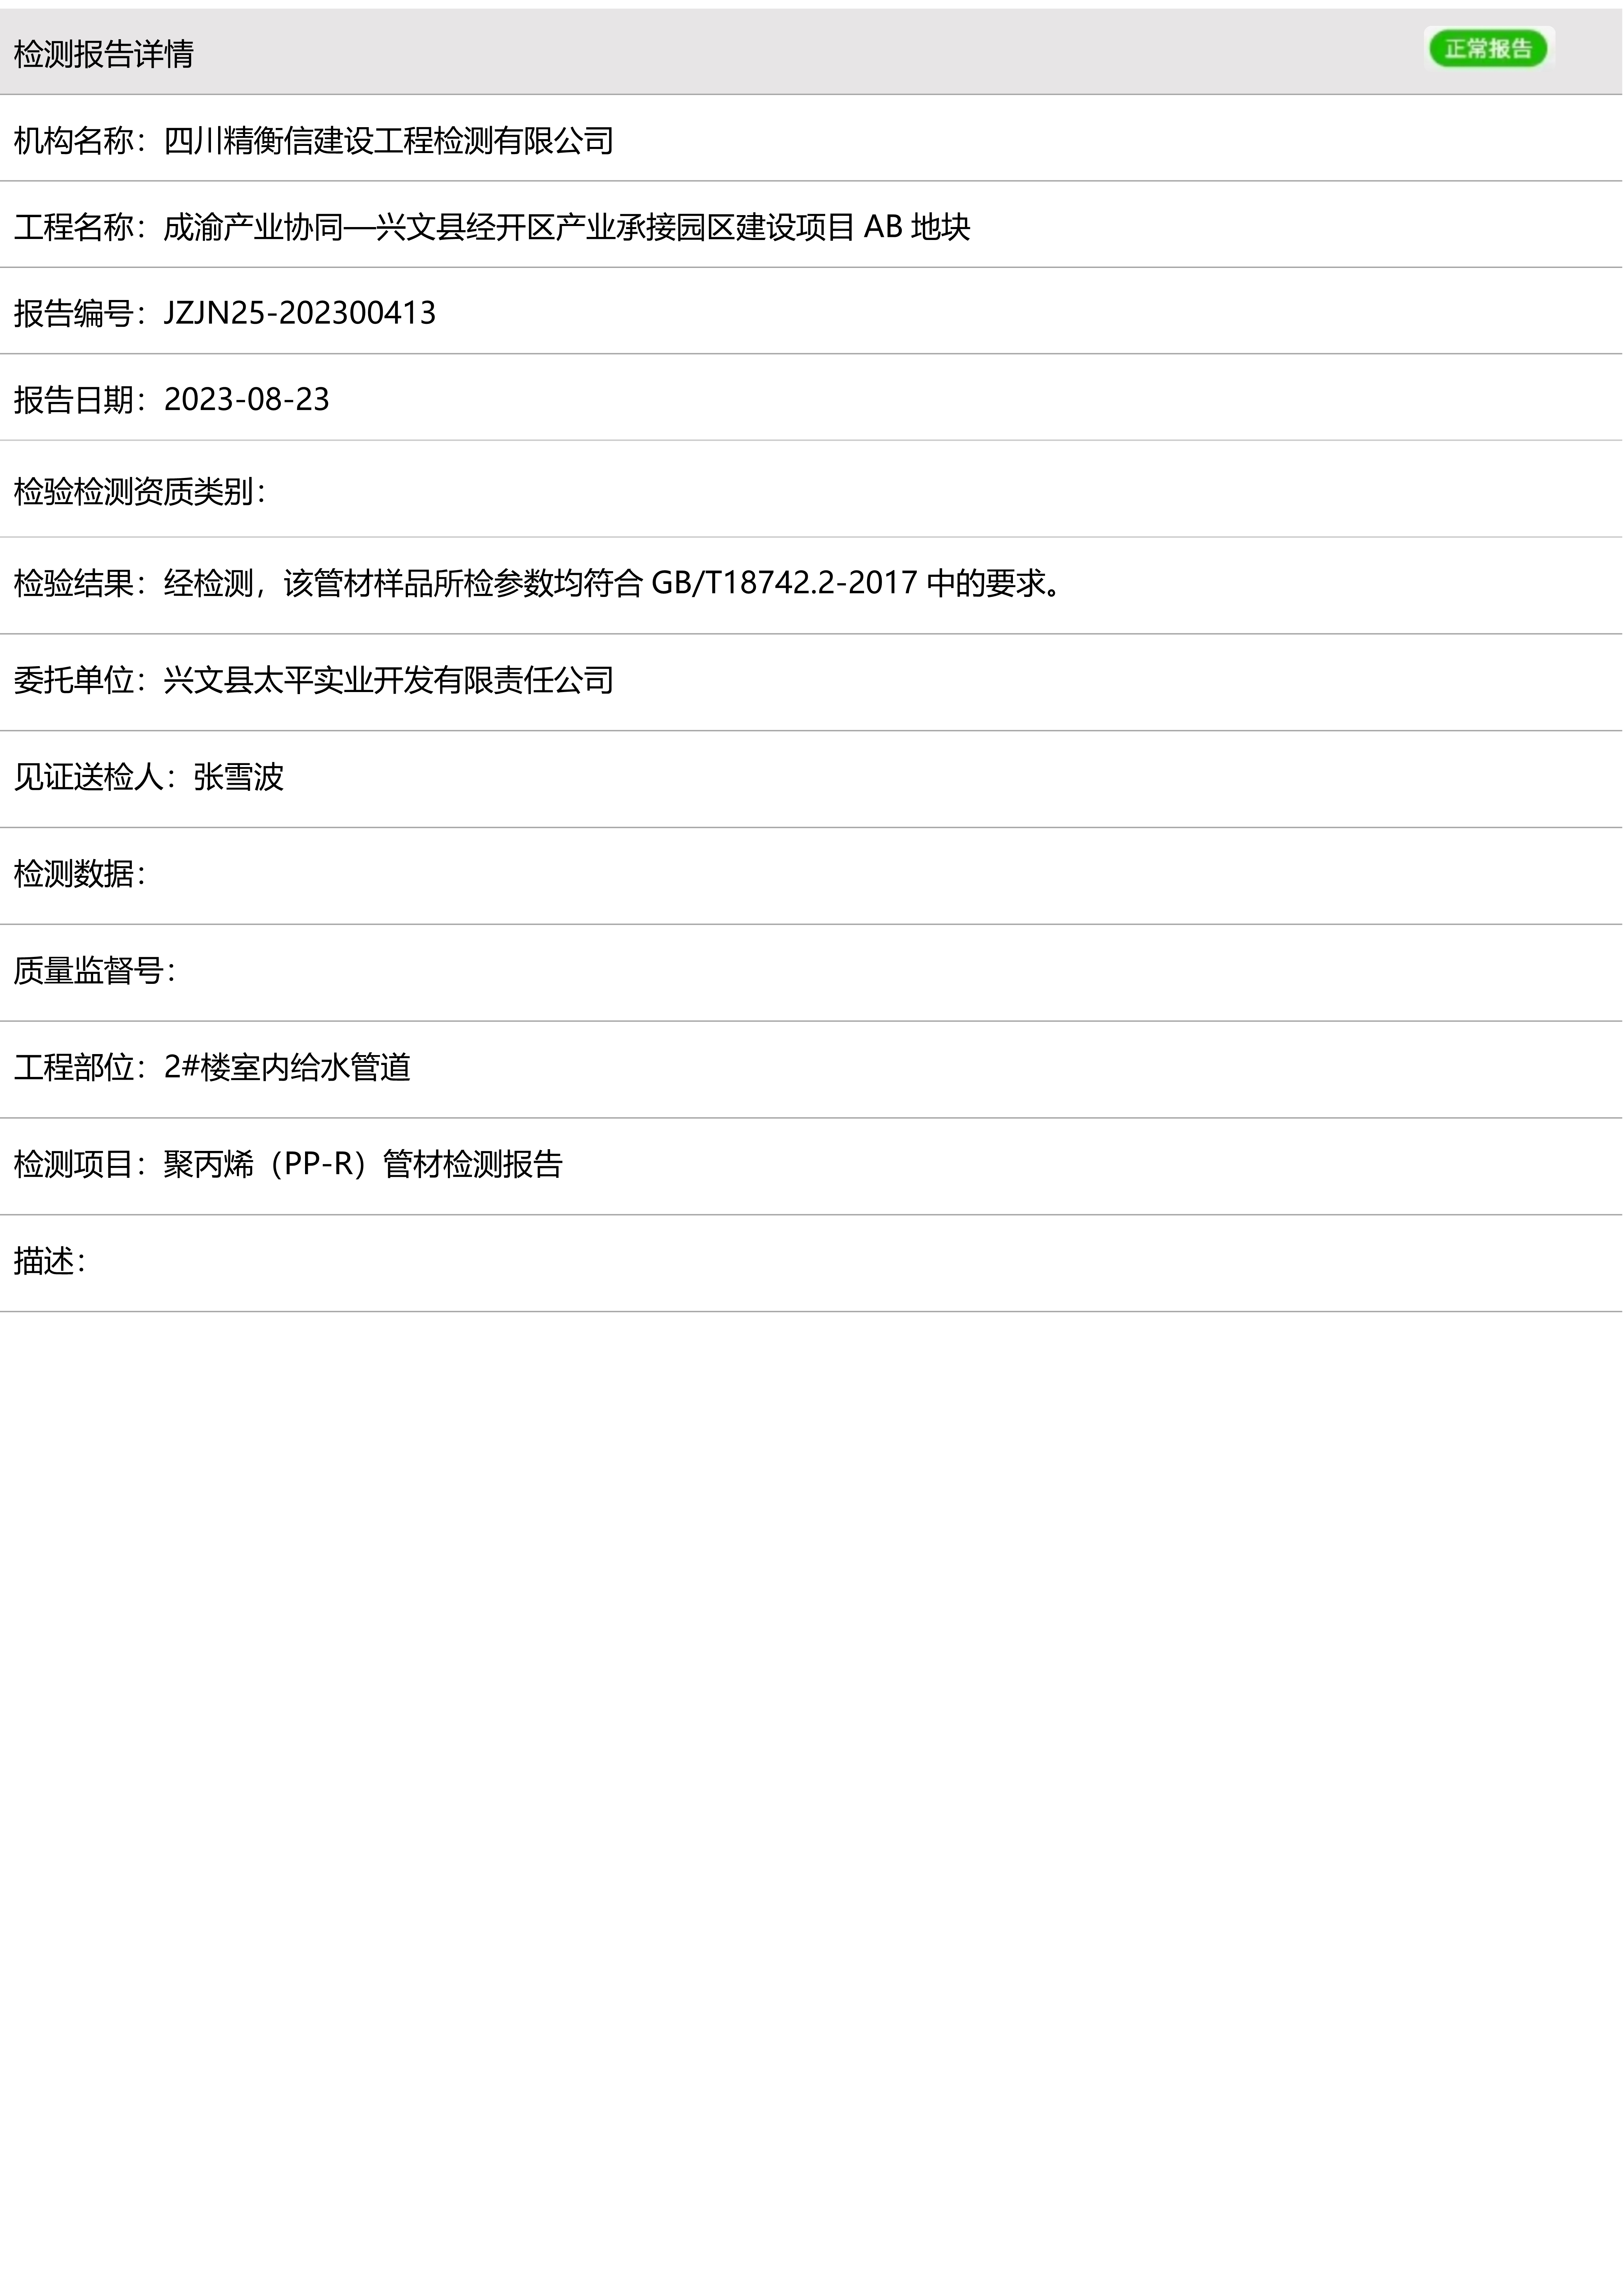 检测报告详情 正常报告
机构名称：四川精衡信建设工程检测有限公司
工程名称：成渝产业协同—兴文县经开区产业承接园区建设项目 AB 地块
报告编号：JZJN25-202300413
报告日期：2023-08-23
检验检测资质类别：
检验结果：经检测，该管材样品所检参数均符合 GB/T18742.2-2017 中的要求。
委托单位：兴文县太平实业开发有限责任公司
见证送检人：张雪波
检测数据：
质量监督号：
工程部位：2#楼室内给水管道
检测项目：聚丙烯（PP-R）管材检测报告
描述：